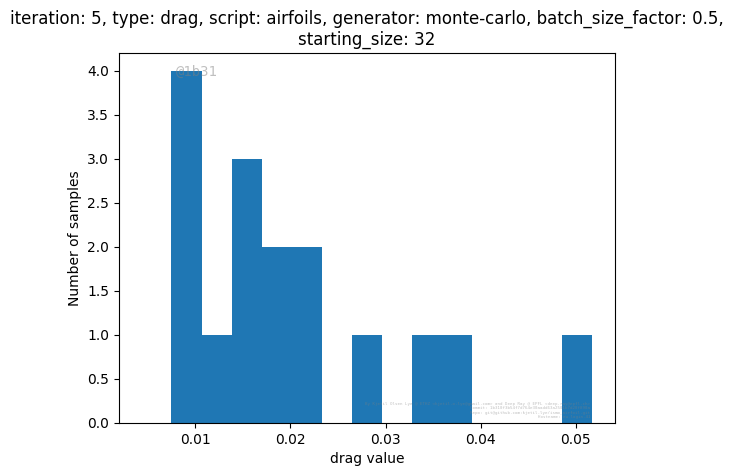 iteration: 5, type: drag, script: airfoils, generator: monte-carlo, batch_size_factor: 0.5,
starting_size: 32
@1b31
4.0
3.5
3.0
2.5
2.0
1.5
1.0
0.5
0.0
Number of samples
0.01
0.02
0.03
0.04
0.05
drag value